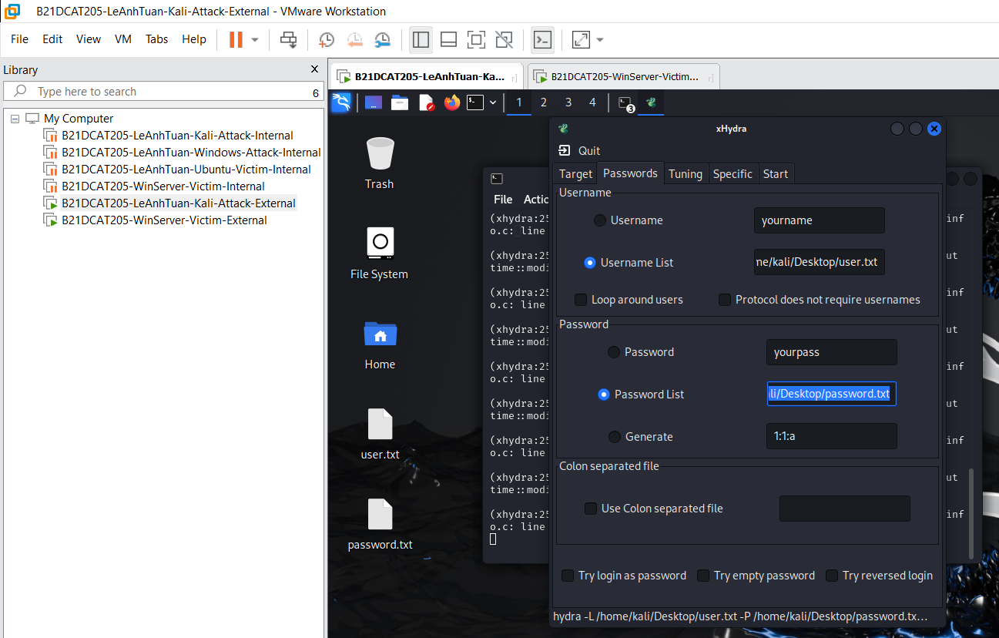 B21DCAT205-LeAnhTuan-Kali-Attack-External - VMware Workstation
File Edit View VM Tabs Help
Library
Type here to search
6
My Computer
B21DCAT205-LeAnhTuan-Kali-Attack-Internal
B21DCAT205-LeAnhTuan-Windows-Attack-Internal
B21DCAT205-LeAnhTuan-Ubuntu-Victim-Internal
B21DCAT205-WinServer-Victim-Internal
B21DCAT205-LeAnhTuan-Kali-Attack-External
B21DCAT205-WinServer-Victim-External
B21DCAT205-LeAnhTuan-Ka...
B21DCAT205-WinServer-Victim...
1 2 3 4 3
Trash
File System
Home
user.txt
password.txt
File Actio
(xhydra:25 inf
o.c: line
(xhydra:25 ut
time::modi
(xhydra:25 inf
o.c: line
(xhydra:25 ut
time::modi
(xhydra:25 inf
o.c: line
(xhydra:25 ut
time::modi
(xhydra:25 inf
o.c: line
(xhydra:25 ut
time::modi
(xhydra:25 inf
o.c: line
xHydra
Quit
Target Passwords Tuning Specific Start
Username
Username yourname
Username List ne/kali/Desktop/user.txt
Loop around users Protocol does not require usernames
Password
Password yourpass
Password List ali/Desktop/password.txt
Generate 1:1:a
Colon separated file
Use Colon separated file
Try login as password Try empty password Try reversed login
hydra -L /home/kali/Desktop/user.txt -P /home/kali/Desktop/password.tx...